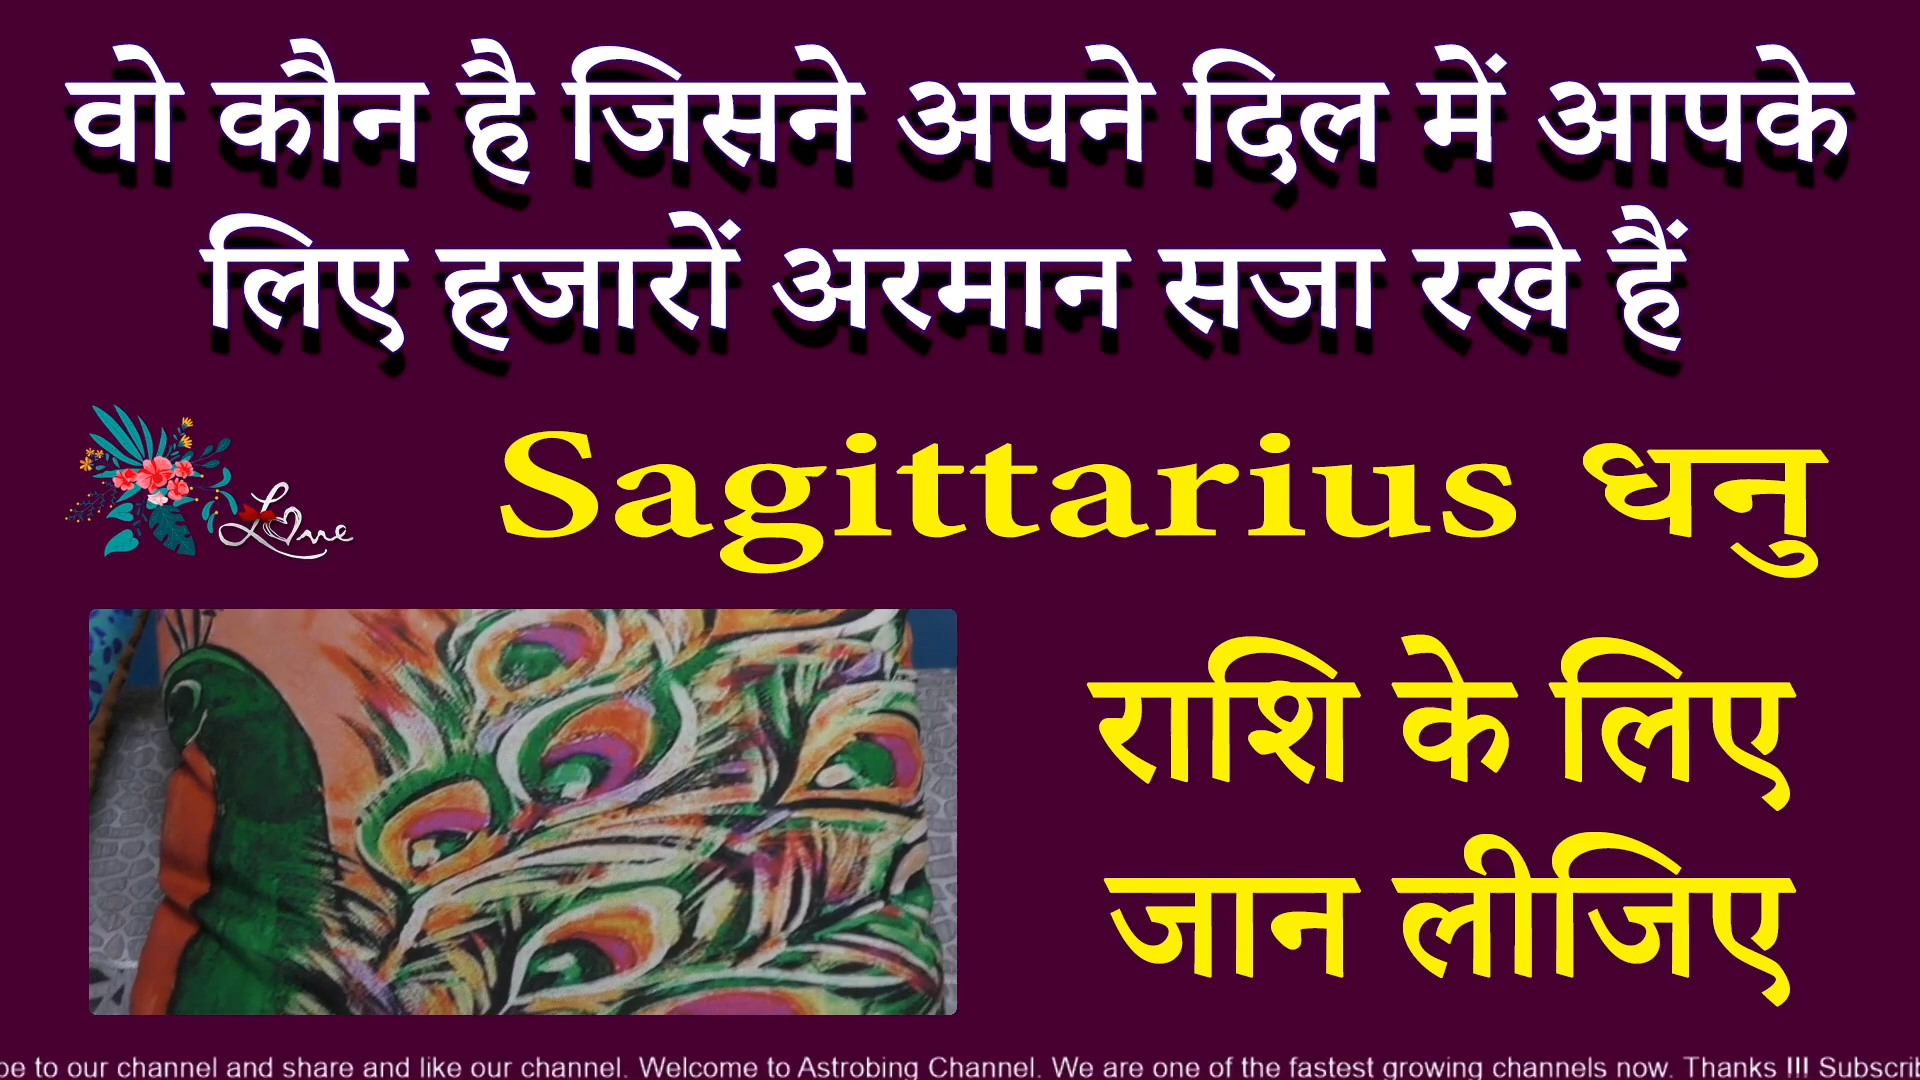 वो कौन है जिसने अपने दिल में आपके
लिए हजारों अरमान सजा रखे हैं
Love
Sagittarius धनु
राशि के लिए
जान लीजिए
to our channel and share and like our channel. Welcome to Astrobing Channel. We are one of the fastest growing channels now. Thanks !!!